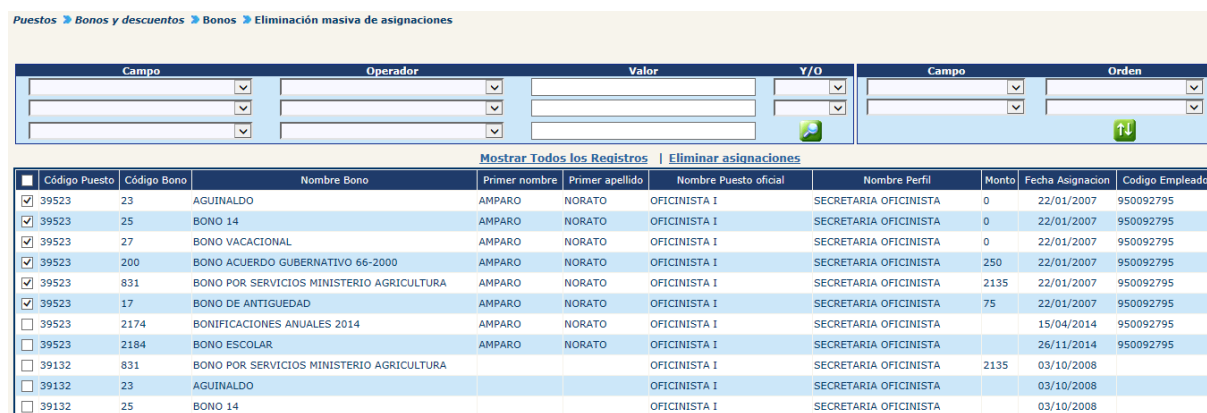 Puestos » Bonos y descuentos » Bonos » Eliminación masiva de asignaciones
Campo Operador Valor Y/O Campo Orden
Mostrar Todos los Registros | Eliminar asignaciones
Código Puesto Código Bono Nombre Bono Primer nombre Primer apellido Nombre Puesto oficial Nombre Perfil Monto Fecha Asignacion Codigo Empleado
39523 23 AGUINALDO AMPARO NORATO OFICINISTA I SECRETARIA OFICINISTA 0 22/01/2007 950092795
39523 25 BONO 14 AMPARO NORATO OFICINISTA I SECRETARIA OFICINISTA 0 22/01/2007 950092795
39523 27 BONO VACACIONAL AMPARO NORATO OFICINISTA I SECRETARIA OFICINISTA 0 22/01/2007 950092795
39523 200 BONO ACUERDO GUBERNATIVO 66-2000 AMPARO NORATO OFICINISTA I SECRETARIA OFICINISTA 250 22/01/2007 950092795
39523 831 BONO POR SERVICIOS MINISTERIO AGRICULTURA AMPARO NORATO OFICINISTA I SECRETARIA OFICINISTA 2135 22/01/2007 950092795
39523 17 BONO DE ANTIGUEDAD AMPARO NORATO OFICINISTA I SECRETARIA OFICINISTA 75 22/01/2007 950092795
39523 2174 BONIFICACIONES ANUALES 2014 AMPARO NORATO OFICINISTA I SECRETARIA OFICINISTA 15/04/2014 950092795
39523 2184 BONO ESCOLAR AMPARO NORATO OFICINISTA I SECRETARIA OFICINISTA 26/11/2014 950092795
39132 831 BONO POR SERVICIOS MINISTERIO AGRICULTURA OFICINISTA I SECRETARIA OFICINISTA 2135 03/10/2008
39132 23 AGUINALDO OFICINISTA I SECRETARIA OFICINISTA 03/10/2008
39132 25 BONO 14 OFICINISTA I SECRETARIA OFICINISTA 03/10/2008